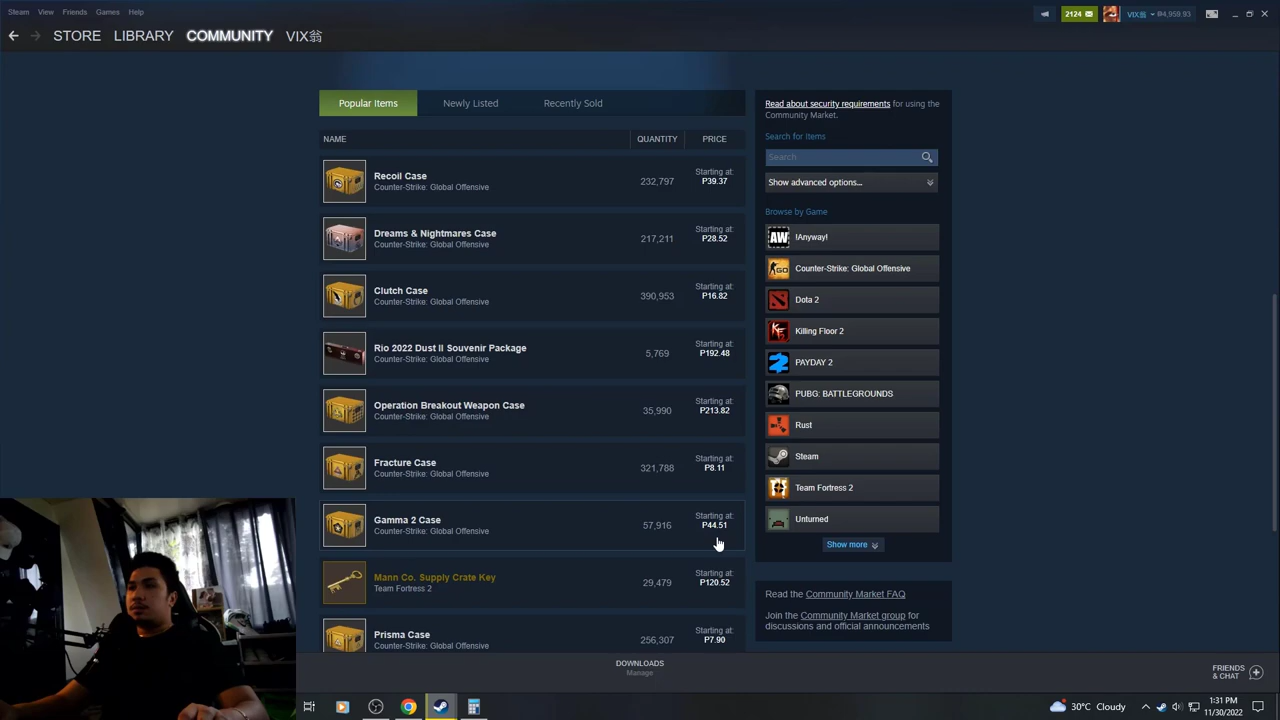 Steam View Friends Games Help
2124 VIX翁 ₱4,959.93
STORE LIBRARY COMMUNITY VIX翁
Popular Items Newly Listed Recently Sold
NAME QUANTITY PRICE
Recoil Case
Counter-Strike: Global Offensive
232,797
Starting at:
P39.37
Dreams & Nightmares Case
Counter-Strike: Global Offensive
217,211
Starting at:
P28.52
Clutch Case
Counter-Strike: Global Offensive
390,953
Starting at:
P16.82
Rio 2022 Dust II Souvenir Package
Counter-Strike: Global Offensive
5,769
Starting at:
P192.48
Operation Breakout Weapon Case
Counter-Strike: Global Offensive
35,990
Starting at:
P213.82
Fracture Case
Counter-Strike: Global Offensive
321,788
Starting at:
P8.11
Gamma 2 Case
Counter-Strike: Global Offensive
57,916
Starting at:
P44.51
Mann Co. Supply Crate Key
Team Fortress 2
29,479
Starting at:
P120.52
Prisma Case
Counter-Strike: Global Offensive
256,307
Starting at:
P7.90
Read about security requirements for using the
Community Market.
Search for Items
Search
Show advanced options...
Browse by Game
AW !Anyway!
GO Counter-Strike: Global Offensive
Dota 2
Killing Floor 2
PAYDAY 2
PUBG: BATTLEGROUNDS
Rust
Steam
Team Fortress 2
Unturned
Show more
Read the Community Market FAQ
Join the Community Market group for
discussions and official announcements
DOWNLOADS
Manage
FRIENDS
& CHAT
30°C Cloudy
1:31 PM
11/30/2022